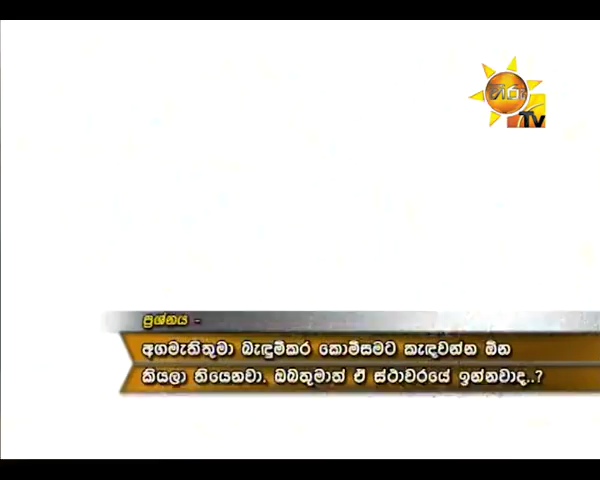 හිරු
TV
ප්‍රශ්නය -
අගමැතිතුමා බැඳුම්කර කොමිසමට කැඳවන්න ඕන
කියලා තියෙනවා. ඔබතුමාත් ඒ ස්ථාවරයේ ඉන්නවාද..?